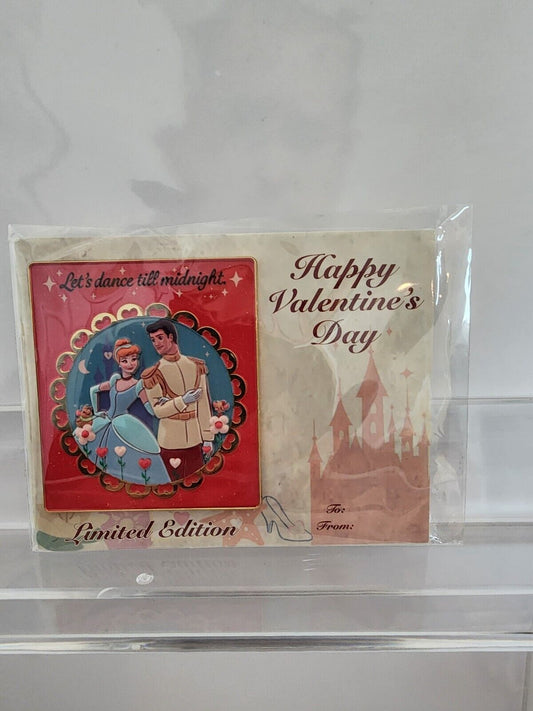 Let's dance till midnight.
Happy
Valentine's
Day
Limited Edition
To:
From: